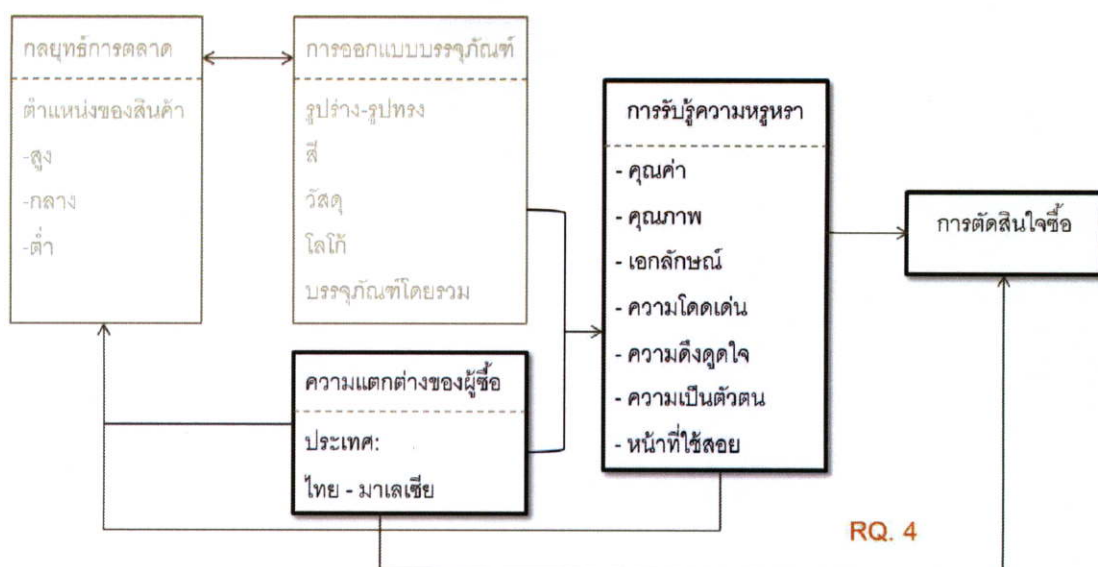 กลยุทธ์การตลาด
ตำแหน่งของสินค้า
-สูง
-กลาง
-ต่ำ
การออกแบบบรรจุภัณฑ์
รูปร่าง-รูปทรง
สี
วัสดุ
โลโก้
บรรจุภัณฑ์โดยรวม
ความแตกต่างของผู้ซื้อ
ประเทศ:
ไทย - มาเลเซีย
การรับรู้ความหรูหรา
- คุณค่า
- คุณภาพ
- เอกลักษณ์
- ความโดดเด่น
- ความดึงดูดใจ
- ความเป็นตัวตน
- หน้าที่ใช้สอย
การตัดสินใจซื้อ
RQ. 4